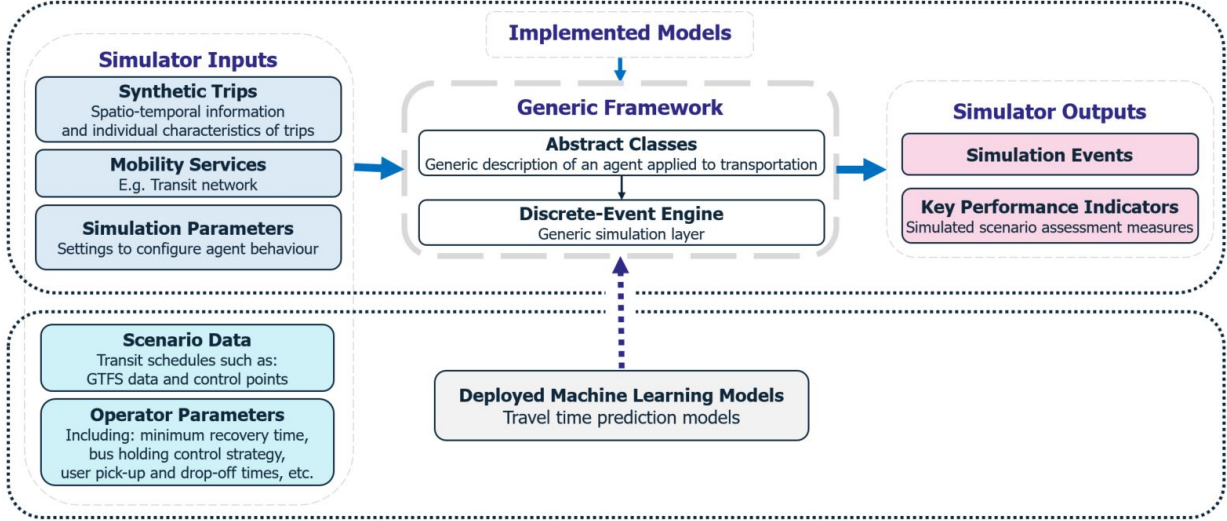 Implemented Models
Simulator Inputs
Synthetic Trips
Spatio-temporal information
and individual characteristics of trips
Mobility Services
E.g. Transit network
Simulation Parameters
Settings to configure agent behaviour
Generic Framework
Abstract Classes
Generic description of an agent applied to transportation
Discrete-Event Engine
Generic simulation layer
Simulator Outputs
Simulation Events
Key Performance Indicators
Simulated scenario assessment measures
Scenario Data
Transit schedules such as:
GTFS data and control points
Operator Parameters
Including: minimum recovery time,
bus holding control strategy,
user pick-up and drop-off times, etc.
Deployed Machine Learning Models
Travel time prediction models